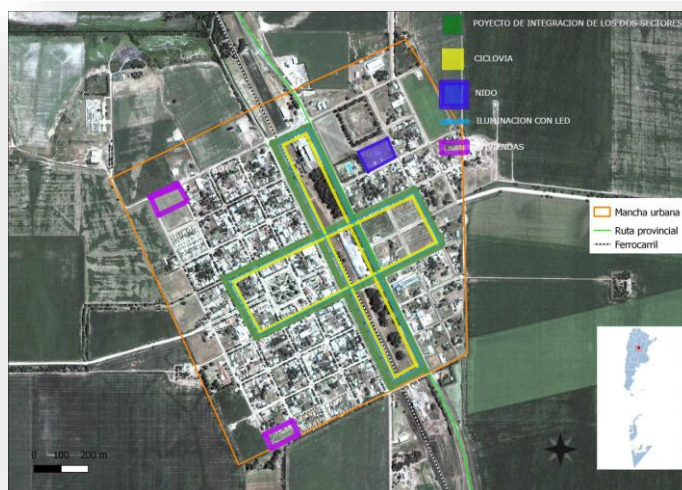 POYECTO DE INTEGRACION DE LOS DOS SECTORES
CICLOVIA
NIDO
ILUMINACION CON LED
VIVIENDAS
Mancha urbana
Ruta provincial
Ferrocarril
0 100 200 m